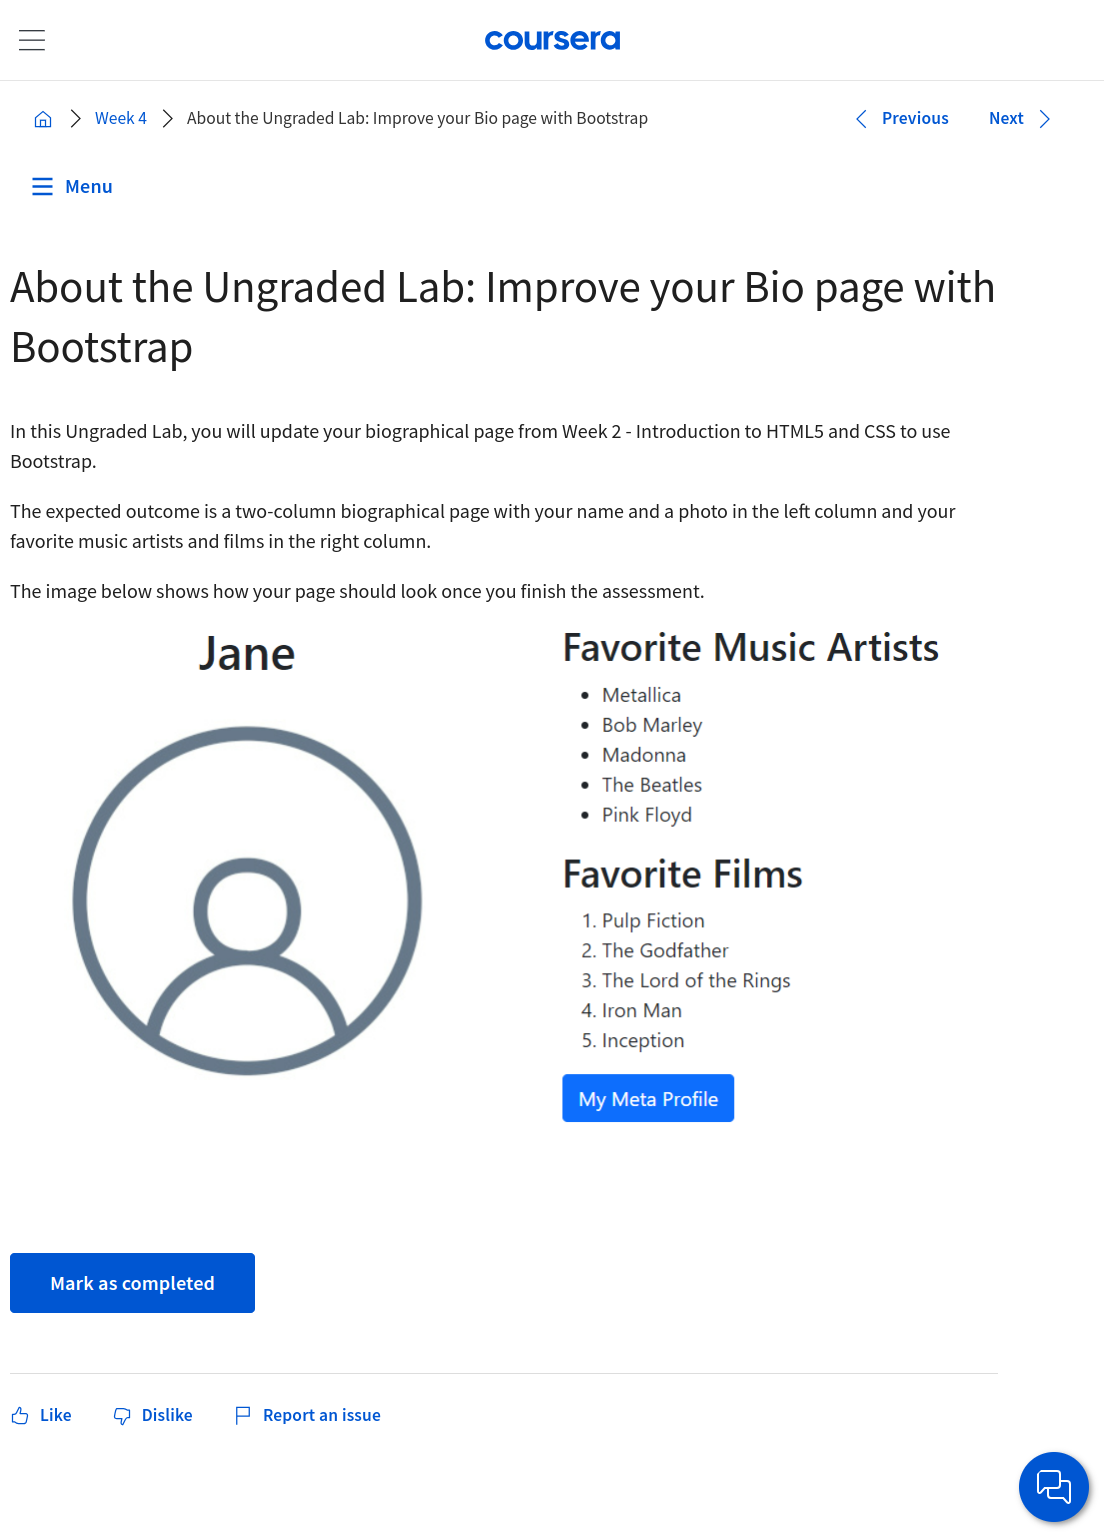 coursera
Week 4 About the Ungraded Lab: Improve your Bio page with Bootstrap Previous Next
Menu
About the Ungraded Lab: Improve your Bio page with
Bootstrap
In this Ungraded Lab, you will update your biographical page from Week 2 - Introduction to HTML5 and CSS to use
Bootstrap.
The expected outcome is a two-column biographical page with your name and a photo in the left column and your
favorite music artists and films in the right column.
The image below shows how your page should look once you finish the assessment.
Jane
Favorite Music Artists
• Metallica
• Bob Marley
• Madonna
• The Beatles
• Pink Floyd
Favorite Films
1. Pulp Fiction
2. The Godfather
3. The Lord of the Rings
4. Iron Man
5. Inception
My Meta Profile
Mark as completed
Like Dislike Report an issue